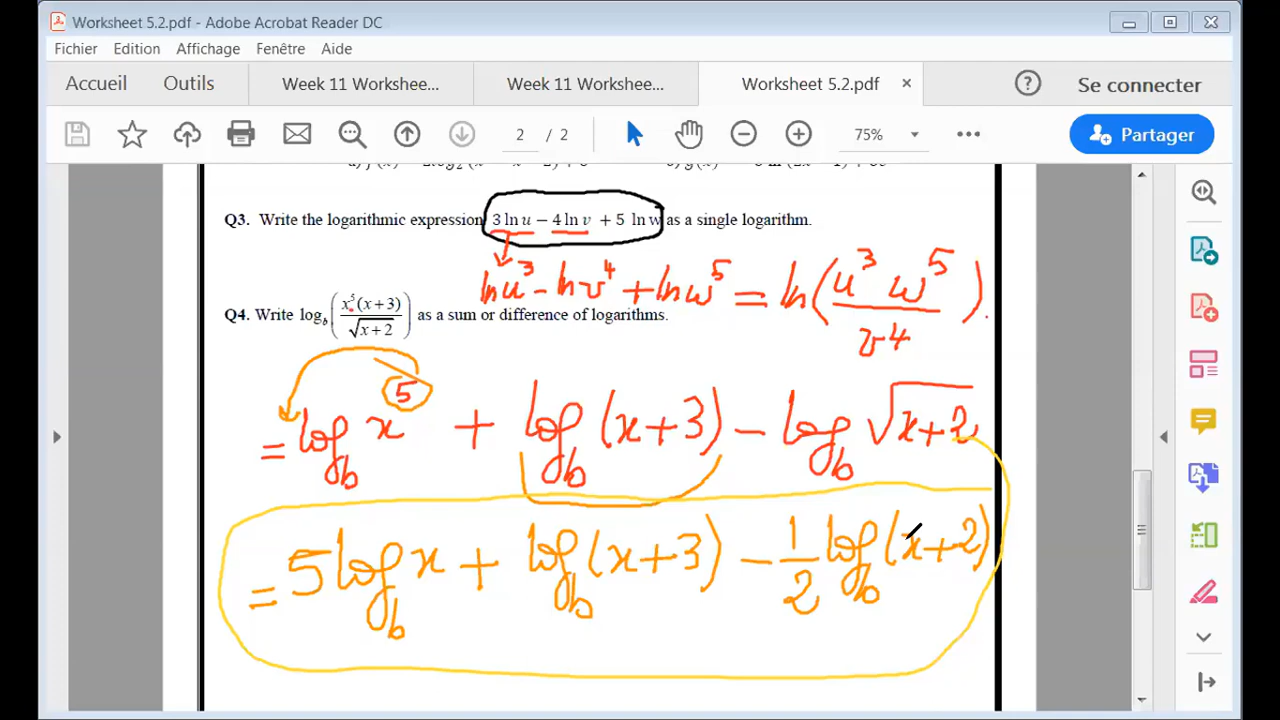 Worksheet 5.2.pdf - Adobe Acrobat Reader DC
Fichier Edition Affichage Fenêtre Aide
Accueil Outils Week 11 Workshee... Week 11 Workshee... Worksheet 5.2.pdf × Se connecter
2 / 2 75% Partager
Q3. Write the logarithmic expression 3 ln u − 4 ln v + 5 ln w as a single logarithm.
ln u³ - ln v⁴ + ln w⁵ = ln(u³ w⁵ / v⁴).
Q4. Write log_b (x⁵(x+3) / √(x+2)) as a sum or difference of logarithms.
= log_b x⁵ + log_b (x+3) - log_b √(x+2)
= 5 log_b x + log_b (x+3) - 1/2 log_b (x+2)